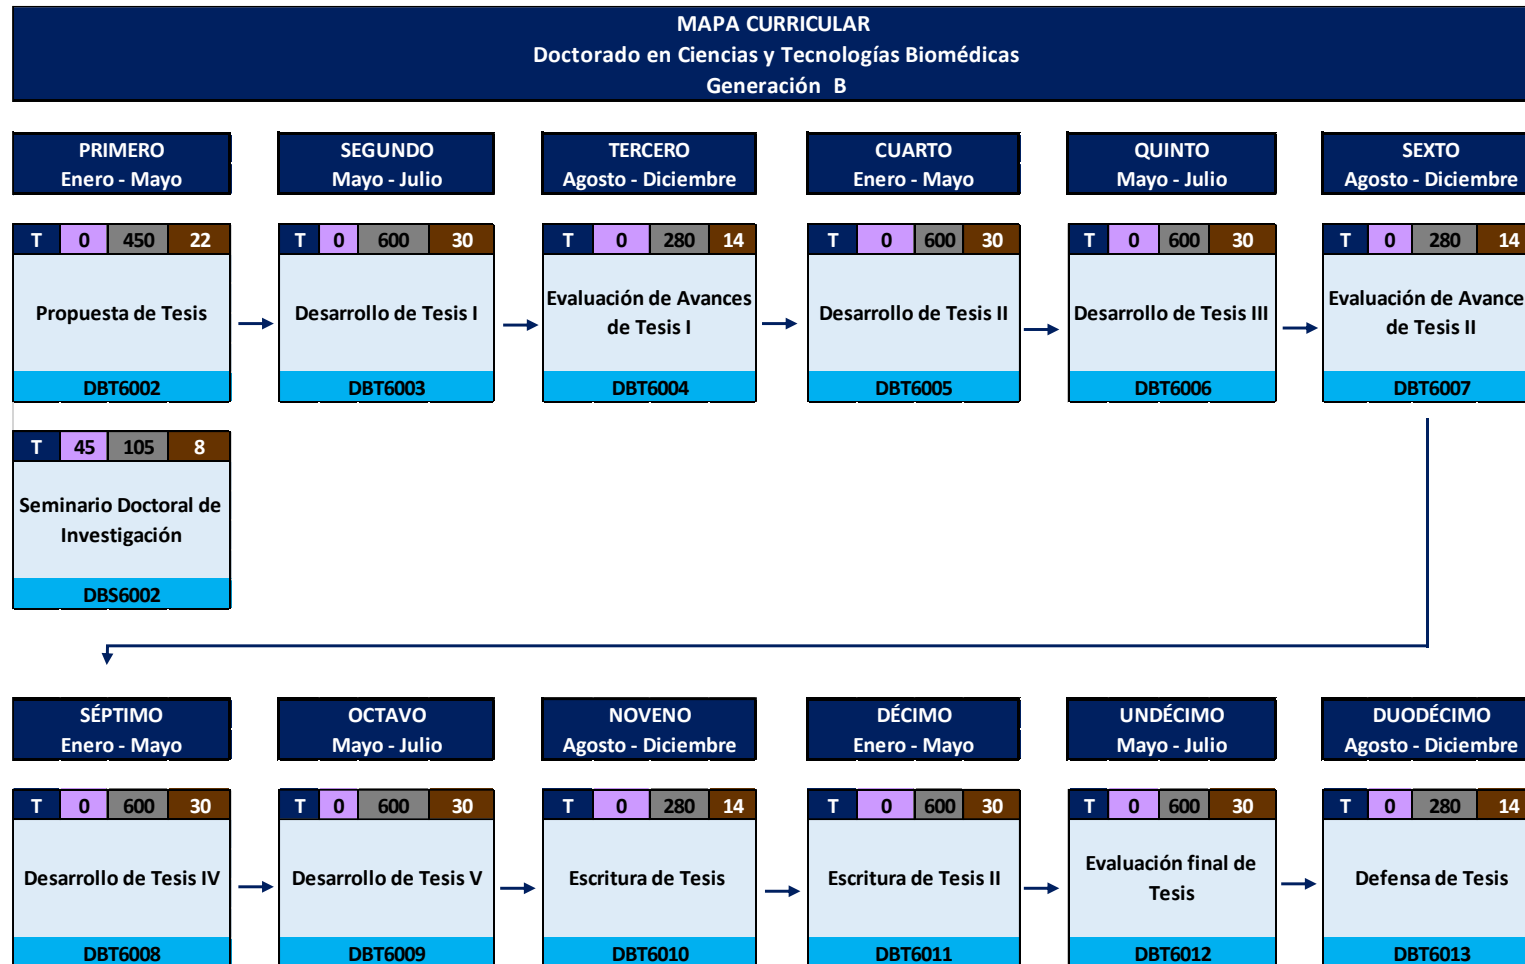 MAPA CURRICULAR
Doctorado en Ciencias y Tecnologías Biomédicas
Generación B
PRIMERO
Enero - Mayo
SEGUNDO
Mayo - Julio
TERCERO
Agosto - Diciembre
CUARTO
Enero - Mayo
QUINTO
Mayo - Julio
SEXTO
Agosto - Diciembre
T 0 450 22
Propuesta de Tesis
DBT6002
T 0 600 30
Desarrollo de Tesis I
DBT6003
T 0 280 14
Evaluación de Avances
de Tesis I
DBT6004
T 0 600 30
Desarrollo de Tesis II
DBT6005
T 0 600 30
Desarrollo de Tesis III
DBT6006
T 0 280 14
Evaluación de Avance
de Tesis II
DBT6007
T 45 105 8
Seminario Doctoral de
Investigación
DBS6002
SÉPTIMO
Enero - Mayo
OCTAVO
Mayo - Julio
NOVENO
Agosto - Diciembre
DÉCIMO
Enero - Mayo
UNDÉCIMO
Mayo - Julio
DUODÉCIMO
Agosto - Diciembre
T 0 600 30
Desarrollo de Tesis IV
DBT6008
T 0 600 30
Desarrollo de Tesis V
DBT6009
T 0 280 14
Escritura de Tesis
DBT6010
T 0 600 30
Escritura de Tesis II
DBT6011
T 0 600 30
Evaluación final de
Tesis
DBT6012
T 0 280 14
Defensa de Tesis
DBT6013